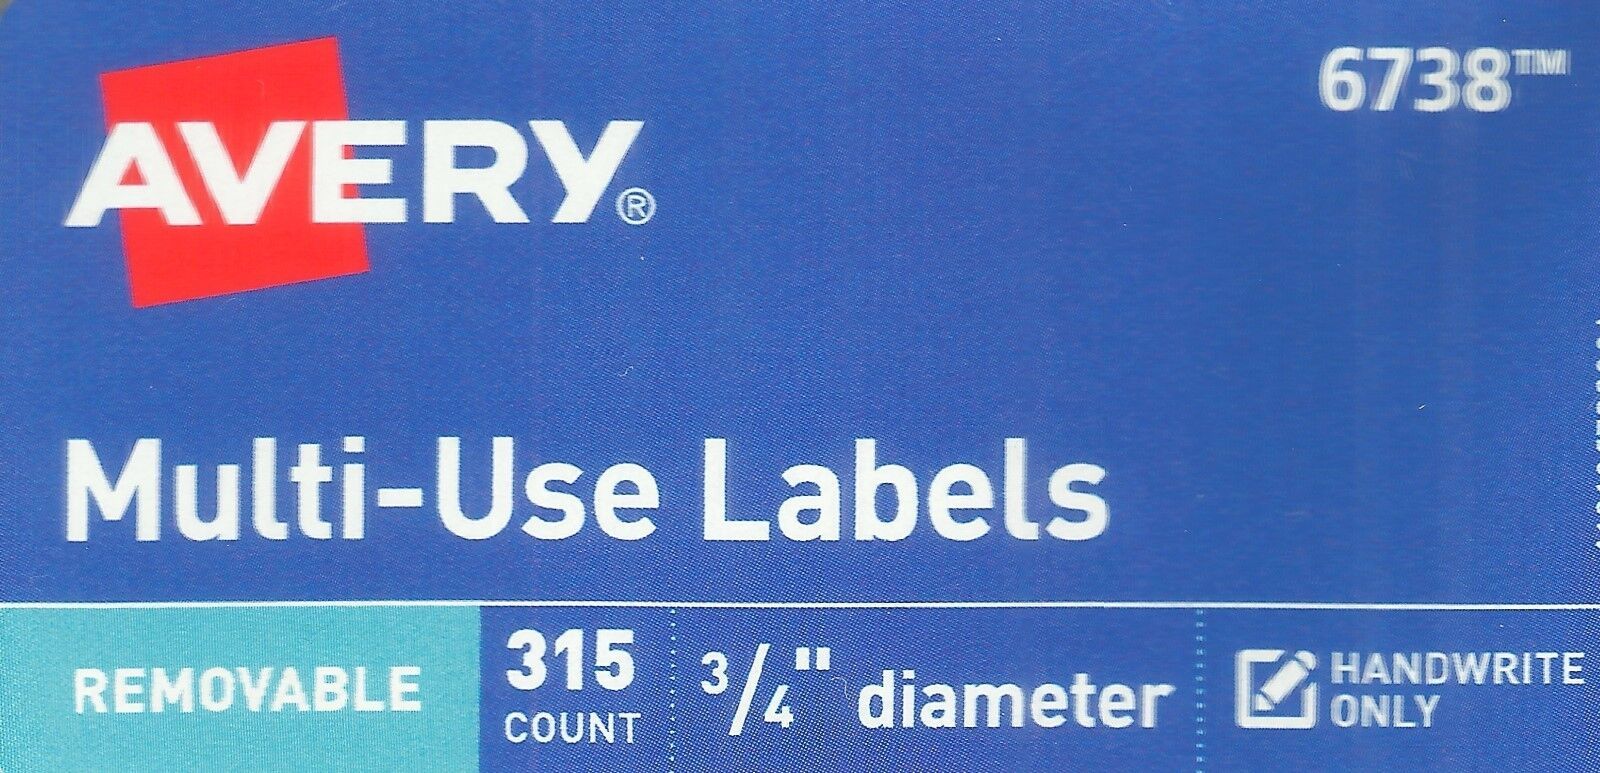 AVERY®
6738™
Multi-Use Labels
REMOVABLE
315
COUNT
3/4" diameter
HANDWRITE
ONLY